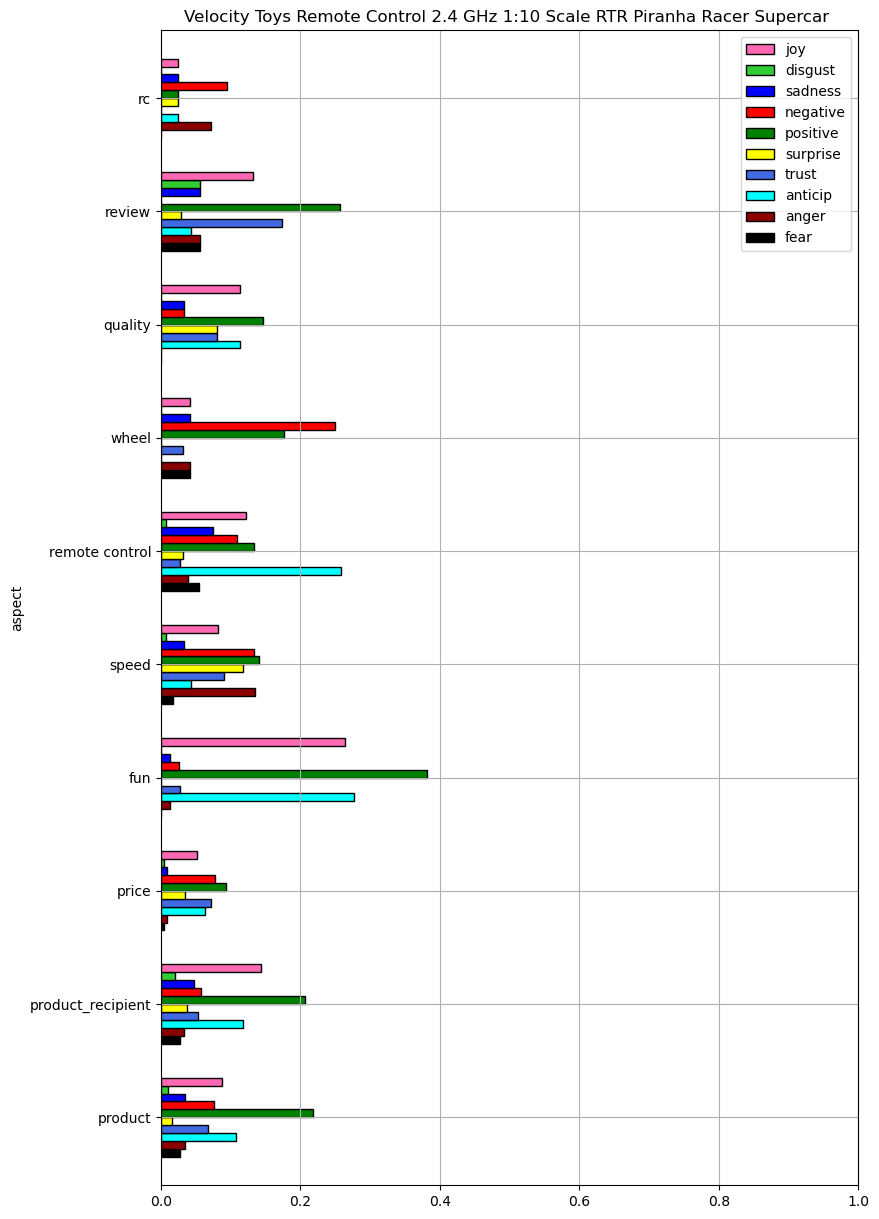 Velocity Toys Remote Control 2.4 GHz 1:10 Scale RTR Piranha Racer Supercar
joy
disgust
sadness
negative
positive
surprise
trust
anticip
anger
fear
rc
review
quality
wheel
remote control
speed
fun
price
product_recipient
product
aspect
0.0 0.2 0.4 0.6 0.8 1.0